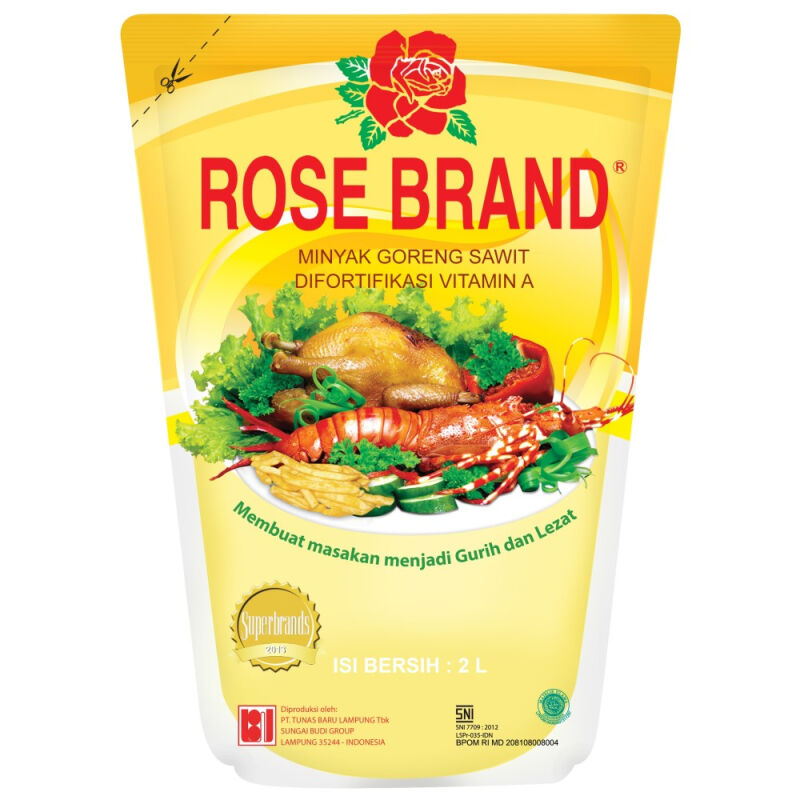 ROSE BRAND®
MINYAK GORENG SAWIT
DIFORTIFIKASI VITAMIN A
Membuat masakan menjadi Gurih dan Lezat
Superbrands
2013
ISI BERSIH : 2 L
Diproduksi oleh:
PT. TUNAS BARU LAMPUNG Tbk
SUNGAI BUDI GROUP
LAMPUNG 35244 - INDONESIA
SNI
SNI 7709 : 2012
LSPr-035-IDN
BPOM RI MD 208108008004